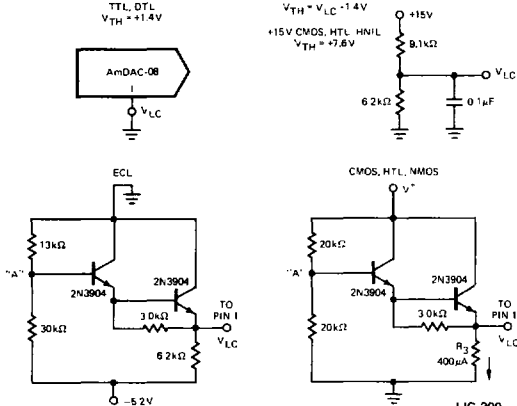 TTL, DTL
VTH = +1.4V
AmDAC-08
VLC
VTH = VLC -1.4V
+15V CMOS, HTL HNIL
VTH = +7.6V
+15V
9.1kΩ
VLC
6.2kΩ
0.1µF
ECL
13kΩ
"A"
2N3904
2N3904
3.0kΩ
TO
PIN 1
VLC
30kΩ
6.2kΩ
-5.2V
CMOS, HTL, NMOS
V+
20kΩ
"A"
2N3904
2N3904
3.0kΩ
TO
PIN 1
VLC
20kΩ
R3
400µA